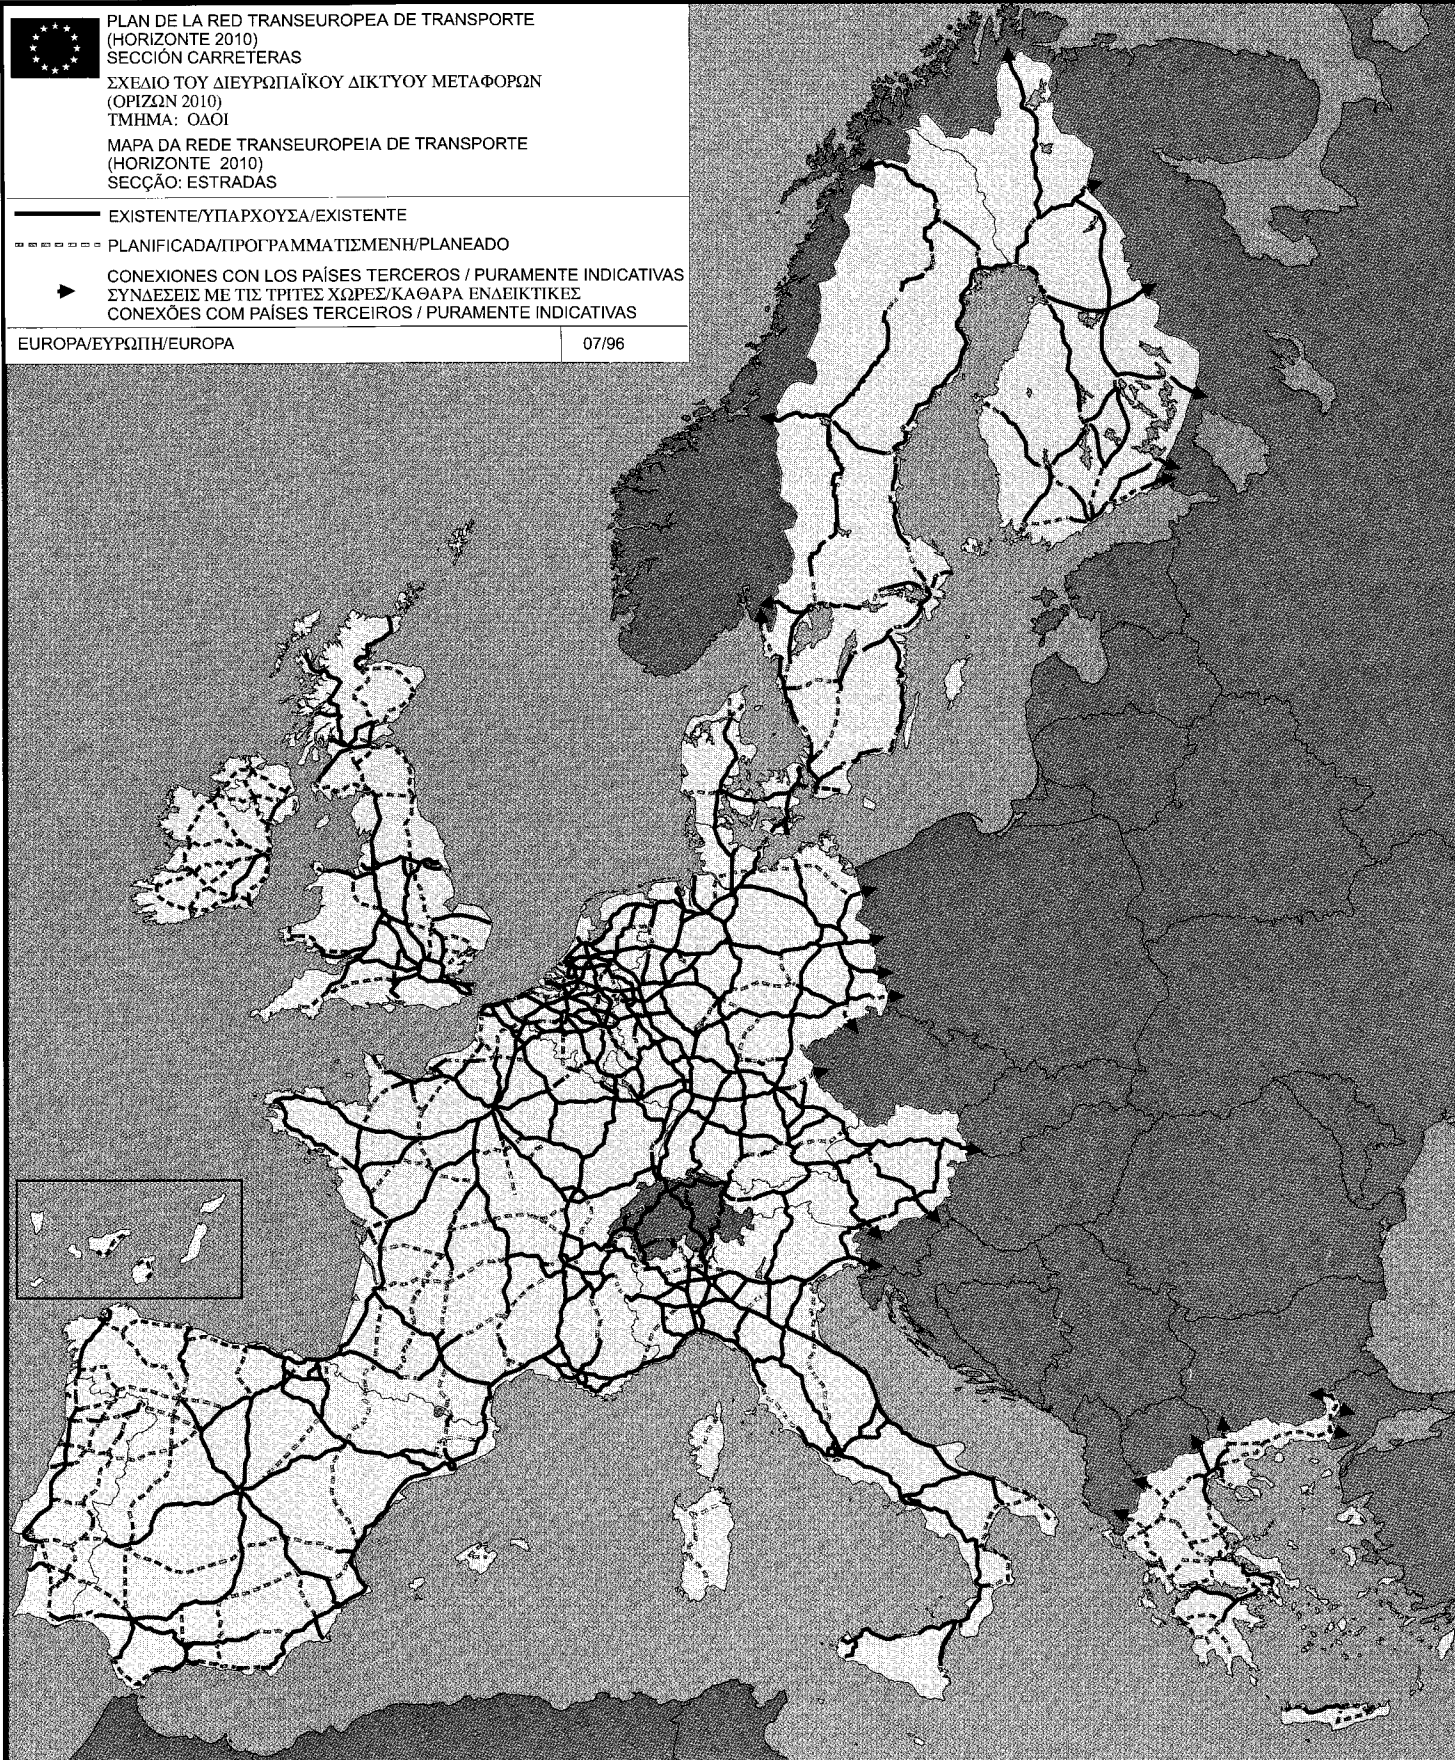 PLAN DE LA RED TRANSEUROPEA DE TRANSPORTE
(HORIZONTE 2010)
SECCIÓN CARRETERAS
ΣΧΕΔΙΟ ΤΟΥ ΔΙΕΥΡΩΠΑΪΚΟΥ ΔΙΚΤΥΟΥ ΜΕΤΑΦΟΡΩΝ
(ΟΡΙΖΩΝ 2010)
ΤΜΗΜΑ: ΟΔΟΙ
MAPA DA REDE TRANSEUROPEIA DE TRANSPORTE
(HORIZONTE 2010)
SECÇÃO: ESTRADAS
EXISTENTE/ΥΠΑΡΧΟΥΣΑ/EXISTENTE
PLANIFICADA/ΠΡΟΓΡΑΜΜΑΤΙΣΜΕΝΗ/PLANEADO
CONEXIONES CON LOS PAÍSES TERCEROS / PURAMENTE INDICATIVAS
ΣΥΝΔΕΣΕΙΣ ΜΕ ΤΙΣ ΤΡΙΤΕΣ ΧΩΡΕΣ/ΚΑΘΑΡΑ ΕΝΔΕΙΚΤΙΚΕΣ
CONEXÕES COM PAÍSES TERCEIROS / PURAMENTE INDICATIVAS
EUROPA/ΕΥΡΩΠΗ/EUROPA 07/96